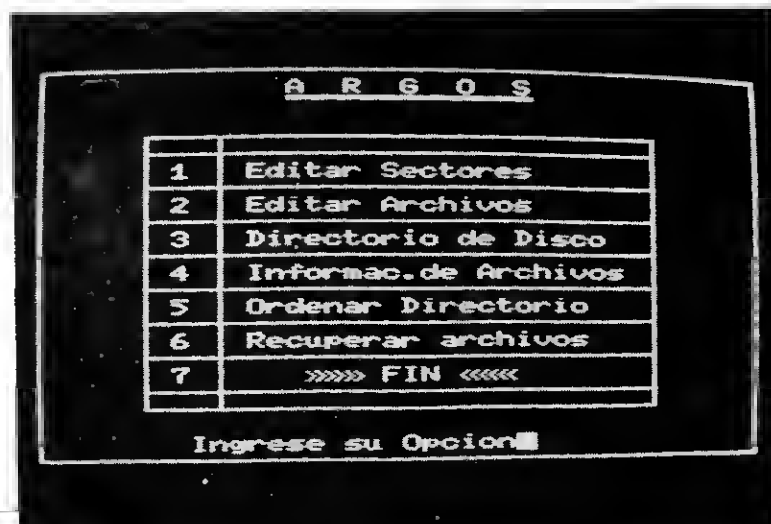 A R G O S
1 Editar Sectores
2 Editar Archivos
3 Directorio de Disco
4 Informac.de Archivos
5 Ordenar Directorio
6 Recuperar archivos
7 »»» FIN «««
Ingrese su Opcion